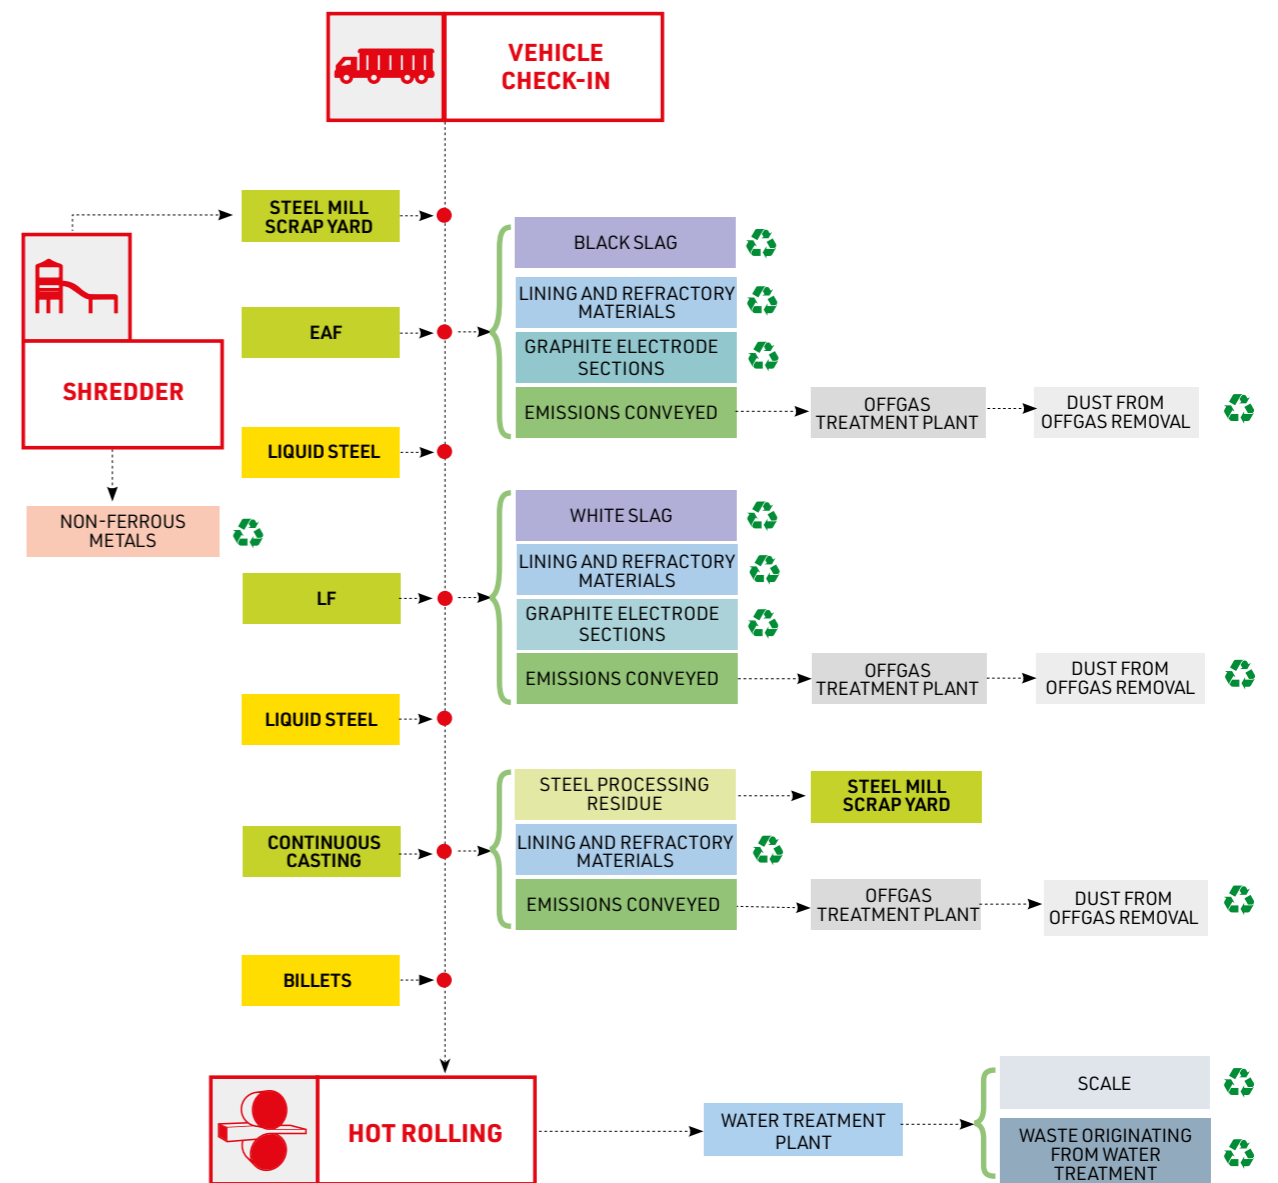 VEHICLE
CHECK-IN
STEEL MILL
SCRAP YARD
BLACK SLAG
LINING AND REFRACTORY
MATERIALS
EAF
GRAPHITE ELECTRODE
SECTIONS
SHREDDER
EMISSIONS CONVEYED
OFFGAS
TREATMENT PLANT
DUST FROM
OFFGAS REMOVAL
LIQUID STEEL
NON-FERROUS
METALS
WHITE SLAG
LINING AND REFRACTORY
MATERIALS
LF
GRAPHITE ELECTRODE
SECTIONS
EMISSIONS CONVEYED
OFFGAS
TREATMENT PLANT
DUST FROM
OFFGAS REMOVAL
LIQUID STEEL
STEEL PROCESSING
RESIDUE
STEEL MILL
SCRAP YARD
CONTINUOUS
CASTING
LINING AND REFRACTORY
MATERIALS
EMISSIONS CONVEYED
OFFGAS
TREATMENT PLANT
DUST FROM
OFFGAS REMOVAL
BILLETS
HOT ROLLING
WATER TREATMENT
PLANT
SCALE
WASTE ORIGINATING
FROM WATER
TREATMENT